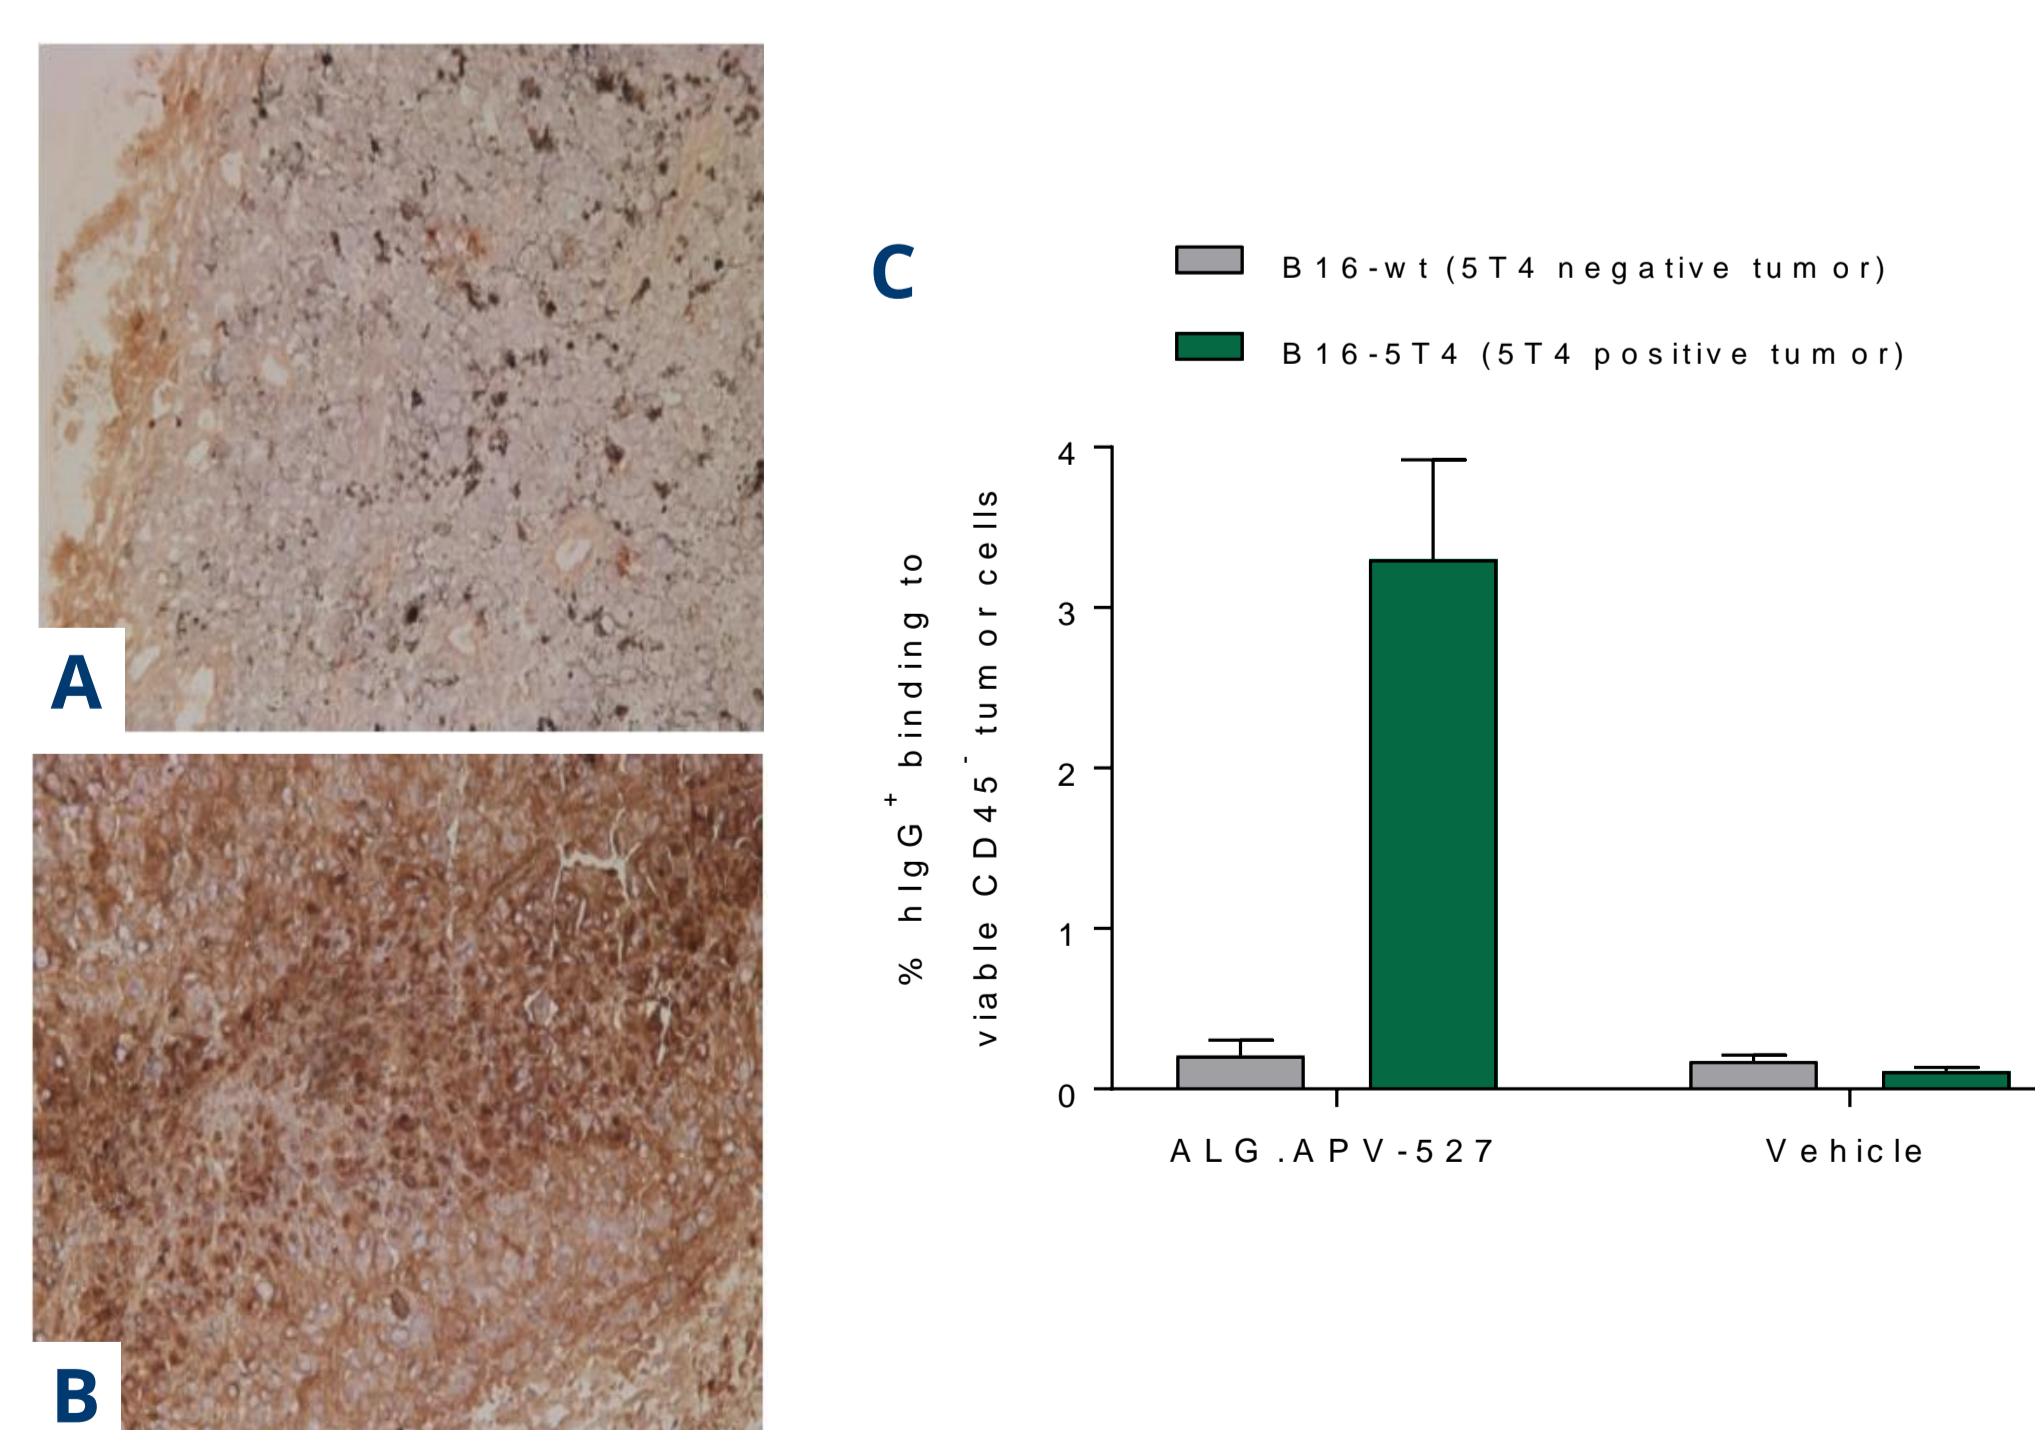 A
B
C
B16-wt (5T4 negative tumor)
B16-5T4 (5T4 positive tumor)
% hIgG⁺ binding to
viable CD45⁻ tumor cells
4
3
2
1
0
ALG.APV-527
Vehicle